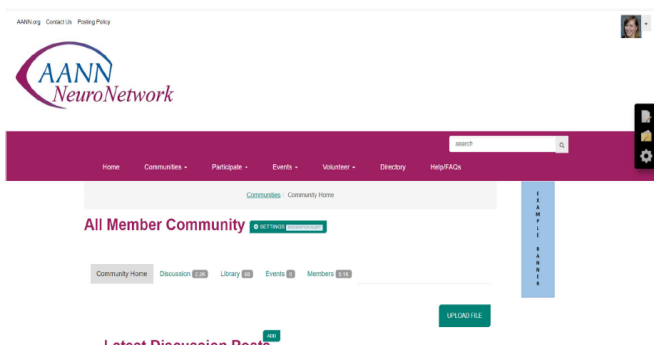 AANN.org Contact Us Posting Policy
AANN
NeuroNetwork
search
Home Communities Participate Events Volunteer Directory Help/FAQs
Communities / Community Home
All Member Community SETTINGS
Community Home Discussion 2.2K Library 60 Events 0 Members 5.1K
UPLOAD FILE
ADD
Latest Discussion Posts
EXAMPLE BANNER